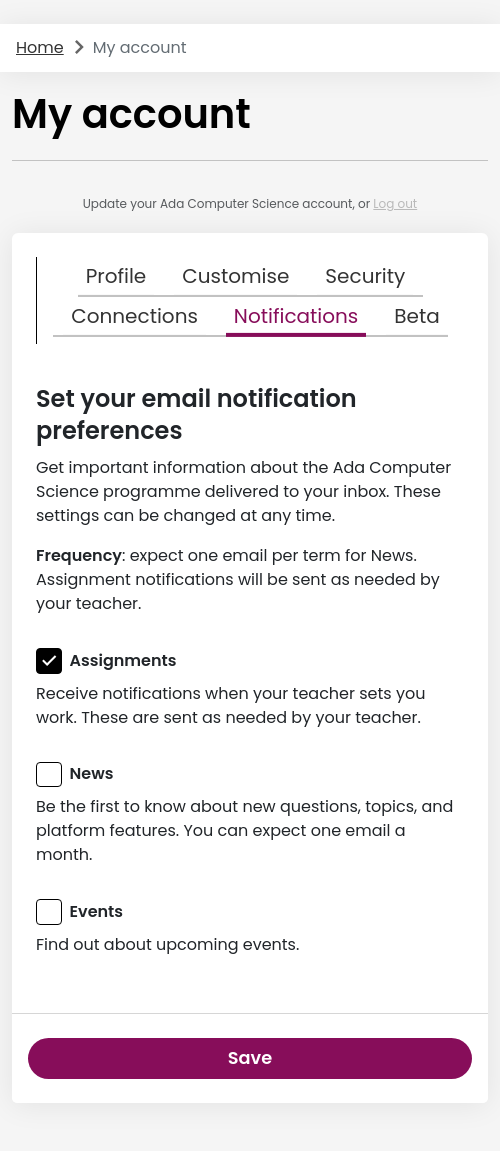 Home > My account
My account
Update your Ada Computer Science account, or Log out
Profile Customise Security
Connections Notifications Beta
Set your email notification
preferences
Get important information about the Ada Computer
Science programme delivered to your inbox. These
settings can be changed at any time.
Frequency: expect one email per term for News.
Assignment notifications will be sent as needed by
your teacher.
Assignments
Receive notifications when your teacher sets you
work. These are sent as needed by your teacher.
News
Be the first to know about new questions, topics, and
platform features. You can expect one email a
month.
Events
Find out about upcoming events.
Save